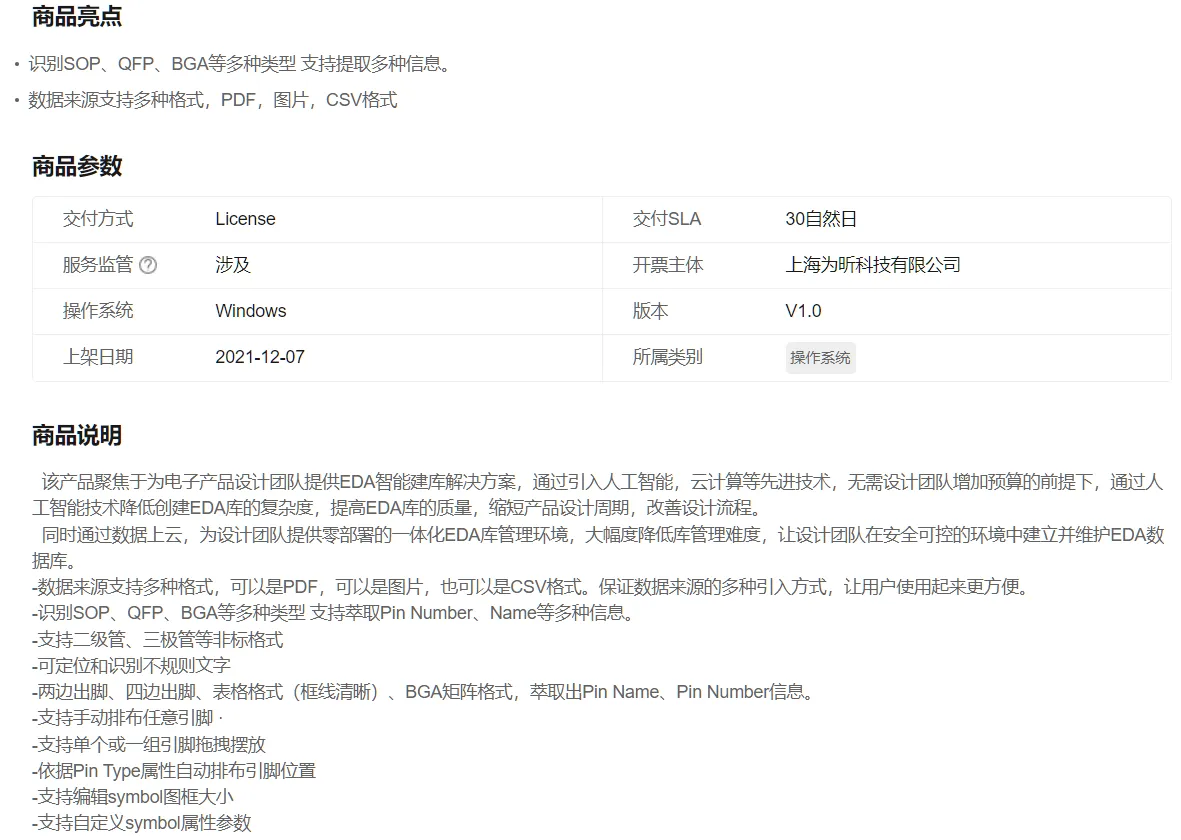 商品亮点
• 识别SOP、QFP、BGA等多种类型 支持提取多种信息。
• 数据来源支持多种格式，PDF，图片，CSV格式
商品参数
交付方式 License 交付SLA 30自然日
服务监管 ? 涉及 开票主体 上海为昕科技有限公司
操作系统 Windows 版本 V1.0
上架日期 2021-12-07 所属类别 操作系统
商品说明
该产品聚焦于为电子产品设计团队提供EDA智能建库解决方案，通过引入人工智能，云计算等先进技术，无需设计团队增加预算的前提下，通过人
工智能技术降低创建EDA库的复杂度，提高EDA库的质量，缩短产品设计周期，改善设计流程。
同时通过数据上云，为设计团队提供零部署的一体化EDA库管理环境，大幅度降低库管理难度，让设计团队在安全可控的环境中建立并维护EDA数
据库。
-数据来源支持多种格式，可以是PDF，可以是图片，也可以是CSV格式。保证数据来源的多种引入方式，让用户使用起来更方便。
-识别SOP、QFP、BGA等多种类型 支持萃取Pin Number、Name等多种信息。
-支持二级管、三极管等非标格式
-可定位和识别不规则文字
-两边出脚、四边出脚、表格格式（框线清晰）、BGA矩阵格式，萃取出Pin Name、Pin Number信息。
-支持手动排布任意引脚 ·
-支持单个或一组引脚拖拽摆放
-依据Pin Type属性自动排布引脚位置
-支持编辑symbol图框大小
-支持自定义symbol属性参数